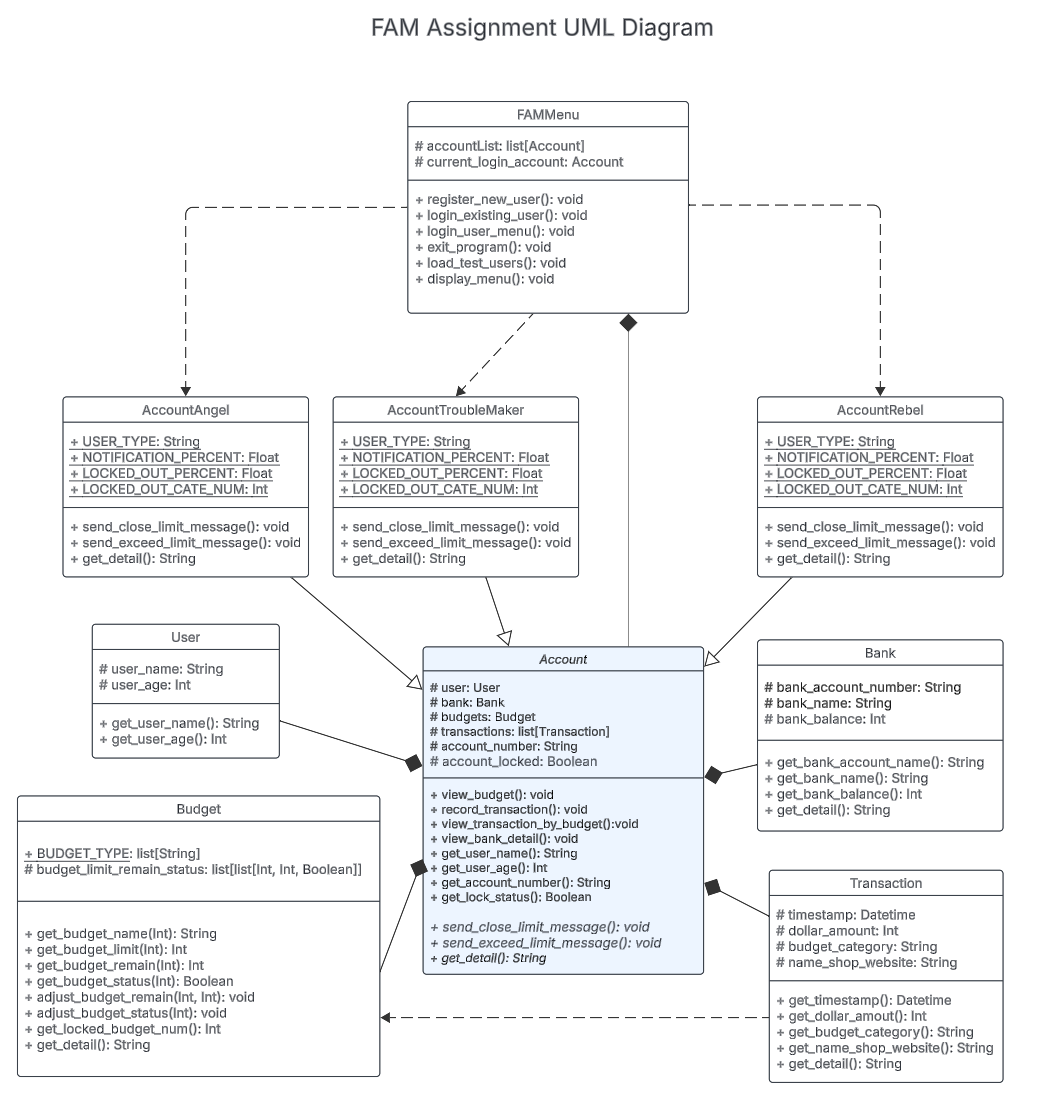 FAM Assignment UML Diagram
FAMMenu
# accountList: list[Account]
# current_login_account: Account
+ register_new_user(): void
+ login_existing_user(): void
+ login_user_menu(): void
+ exit_program(): void
+ load_test_users(): void
+ display_menu(): void
AccountAngel
+ USER_TYPE: String
+ NOTIFICATION_PERCENT: Float
+ LOCKED_OUT_PERCENT: Float
+ LOCKED_OUT_CATE_NUM: Int
+ send_close_limit_message(): void
+ send_exceed_limit_message(): void
+ get_detail(): String
AccountTroubleMaker
+ USER_TYPE: String
+ NOTIFICATION_PERCENT: Float
+ LOCKED_OUT_PERCENT: Float
+ LOCKED_OUT_CATE_NUM: Int
+ send_close_limit_message(): void
+ send_exceed_limit_message(): void
+ get_detail(): String
AccountRebel
+ USER_TYPE: String
+ NOTIFICATION_PERCENT: Float
+ LOCKED_OUT_PERCENT: Float
+ LOCKED_OUT_CATE_NUM: Int
+ send_close_limit_message(): void
+ send_exceed_limit_message(): void
+ get_detail(): String
User
# user_name: String
# user_age: Int
+ get_user_name(): String
+ get_user_age(): Int
Account
# user: User
# bank: Bank
# budgets: Budget
# transactions: list[Transaction]
# account_number: String
# account_locked: Boolean
+ view_budget(): void
+ record_transaction(): void
+ view_transaction_by_budget():void
+ view_bank_detail(): void
+ get_user_name(): String
+ get_user_age(): Int
+ get_account_number(): String
+ get_lock_status(): Boolean
+ send_close_limit_message(): void
+ send_exceed_limit_message(): void
+ get_detail(): String
Bank
# bank_account_number: String
# bank_name: String
# bank_balance: Int
+ get_bank_account_name(): String
+ get_bank_name(): String
+ get_bank_balance(): Int
+ get_detail(): String
Budget
+ BUDGET_TYPE: list[String]
# budget_limit_remain_status: list[list[Int, Int, Boolean]]
+ get_budget_name(Int): String
+ get_budget_limit(Int): Int
+ get_budget_remain(Int): Int
+ get_budget_status(Int): Boolean
+ adjust_budget_remain(Int, Int): void
+ adjust_budget_status(Int): void
+ get_locked_budget_num(): Int
+ get_detail(): String
Transaction
# timestamp: Datetime
# dollar_amount: Int
# budget_category: String
# name_shop_website: String
+ get_timestamp(): Datetime
+ get_dollar_amout(): Int
+ get_budget_category(): String
+ get_name_shop_website(): String
+ get_detail(): String